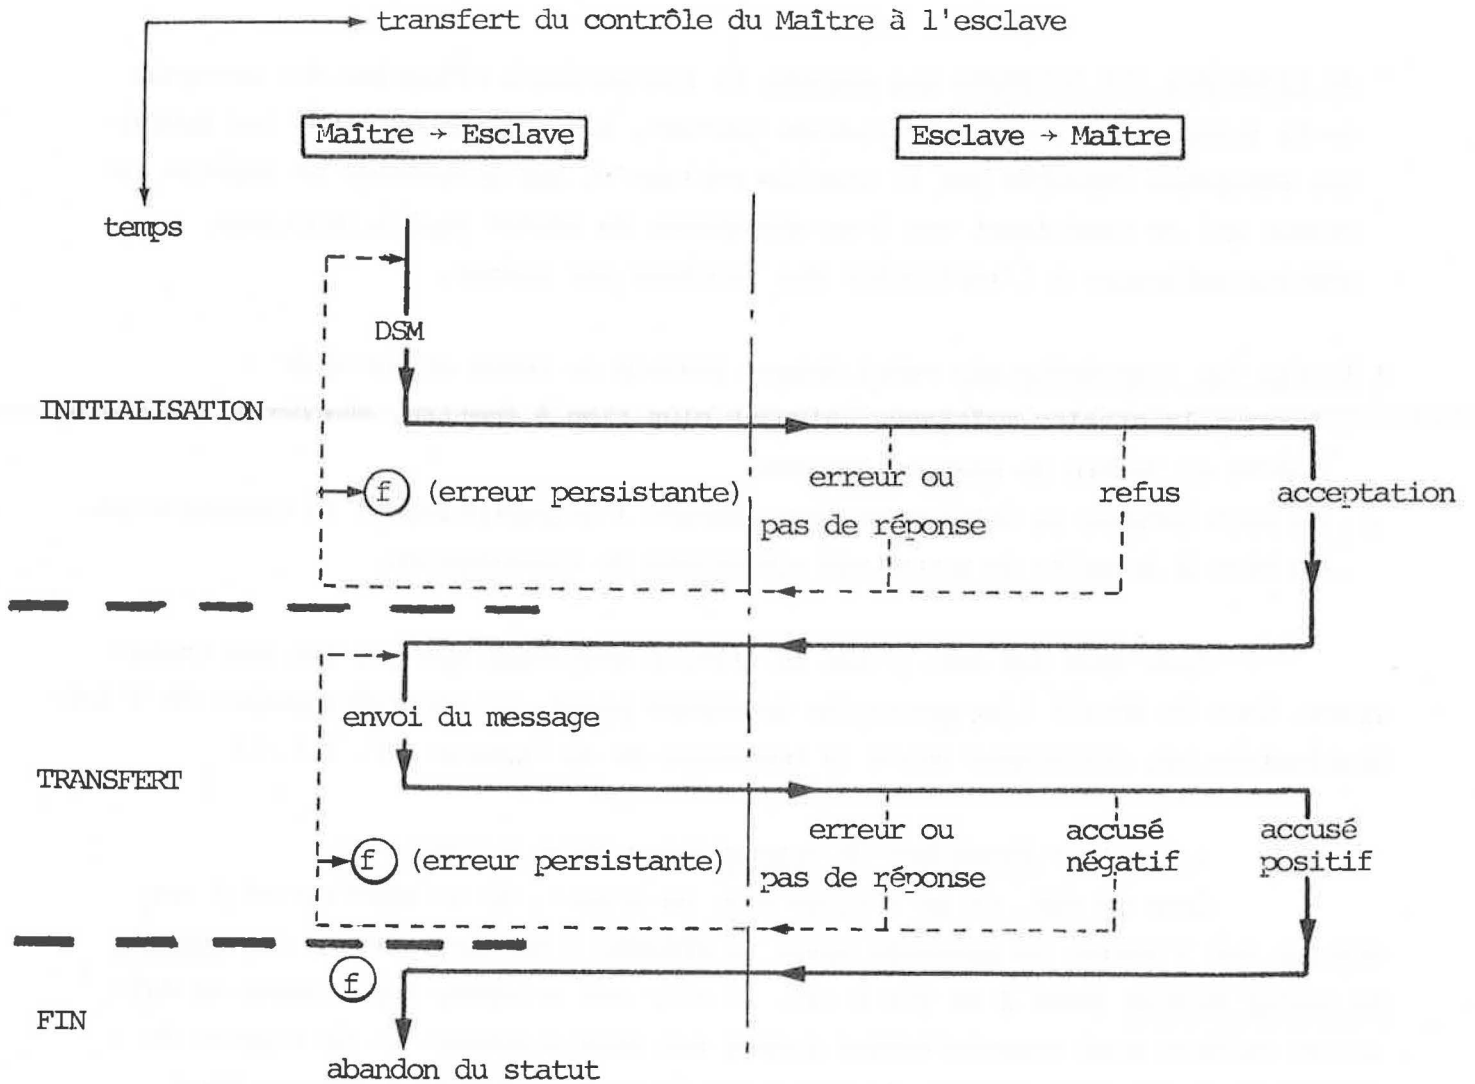 transfert du contrôle du Maître à l'esclave
Maître → Esclave
Esclave → Maître
temps
DSM
INITIALISATION
f (erreur persistante)
erreur ou
pas de réponse
refus
acceptation
envoi du message
TRANSFERT
f (erreur persistante)
erreur ou
pas de réponse
accusé
négatif
accusé
positif
f
FIN
abandon du statut